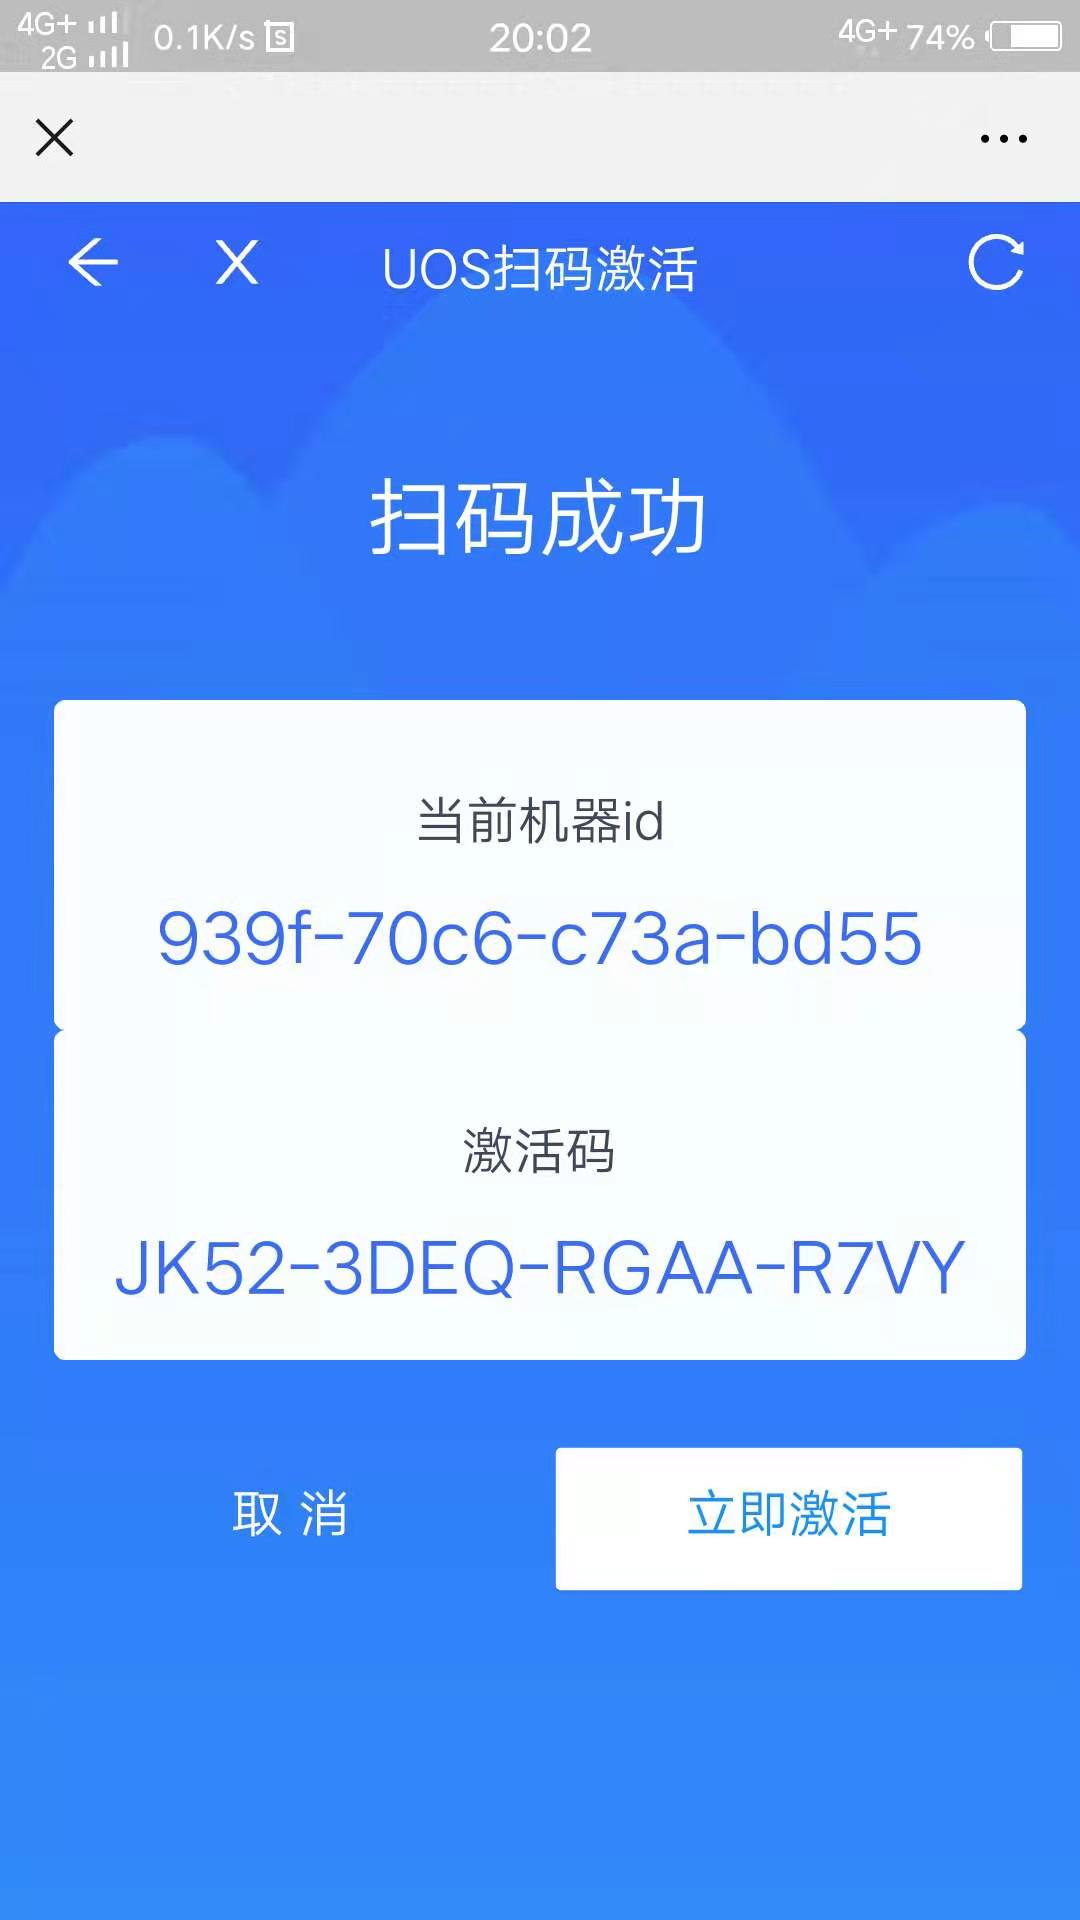 4G+ 0.1K/s S 20:02 4G+ 74%
2G
UOS扫码激活
扫码成功
当前机器id
939f-70c6-c73a-bd55
激活码
JK52-3DEQ-RGAA-R7VY
取 消 立即激活